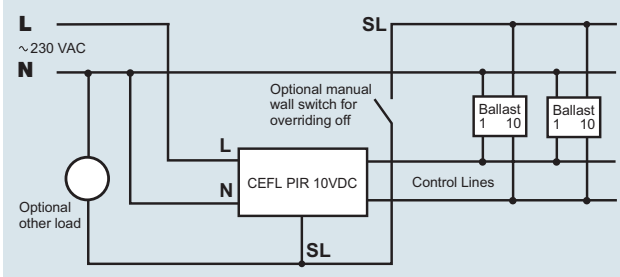 L
~230 VAC
N
SL
Optional manual
wall switch for
overriding off
Ballast
1 10
Ballast
1 10
L
N
CEFL PIR 10VDC
Control Lines
Optional
other load
SL